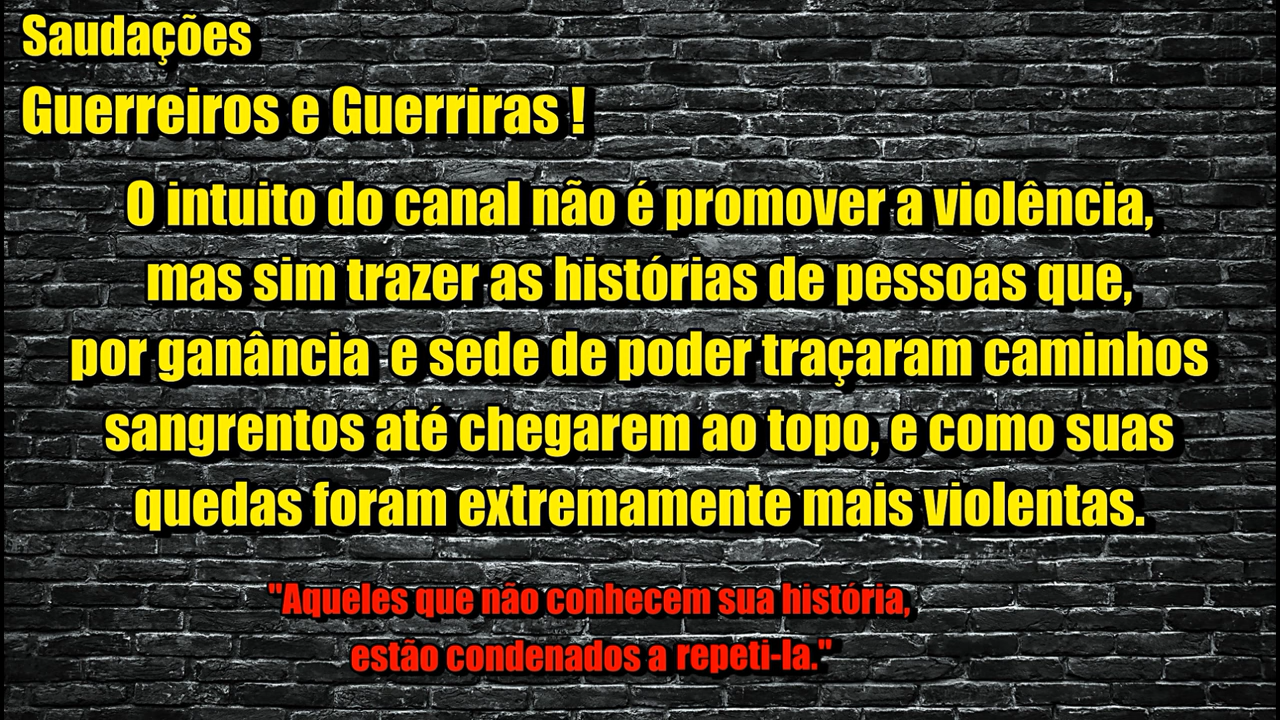 Saudações
Guerreiros e Guerriras !
O intuito do canal não é promover a violência,
mas sim trazer as histórias de pessoas que,
por ganância e sede de poder traçaram caminhos
sangrentos até chegarem ao topo, e como suas
quedas foram extremamente mais violentas.
"Aqueles que não conhecem sua história,
estão condenados a repeti-la."